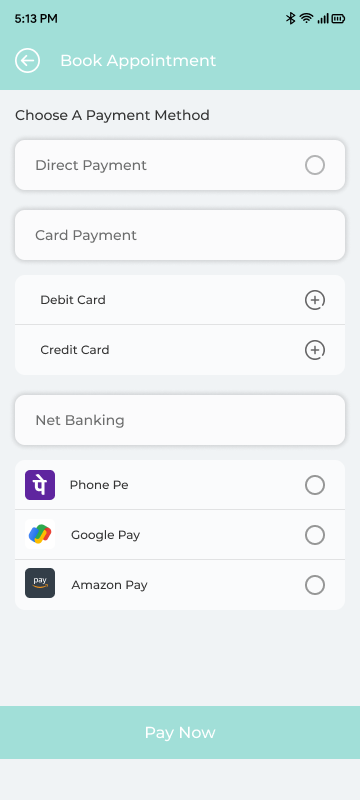 5:13 PM
Book Appointment
Choose A Payment Method
Direct Payment
Card Payment
Debit Card
Credit Card
Net Banking
पे
Phone Pe
Google Pay
pay
Amazon Pay
Pay Now